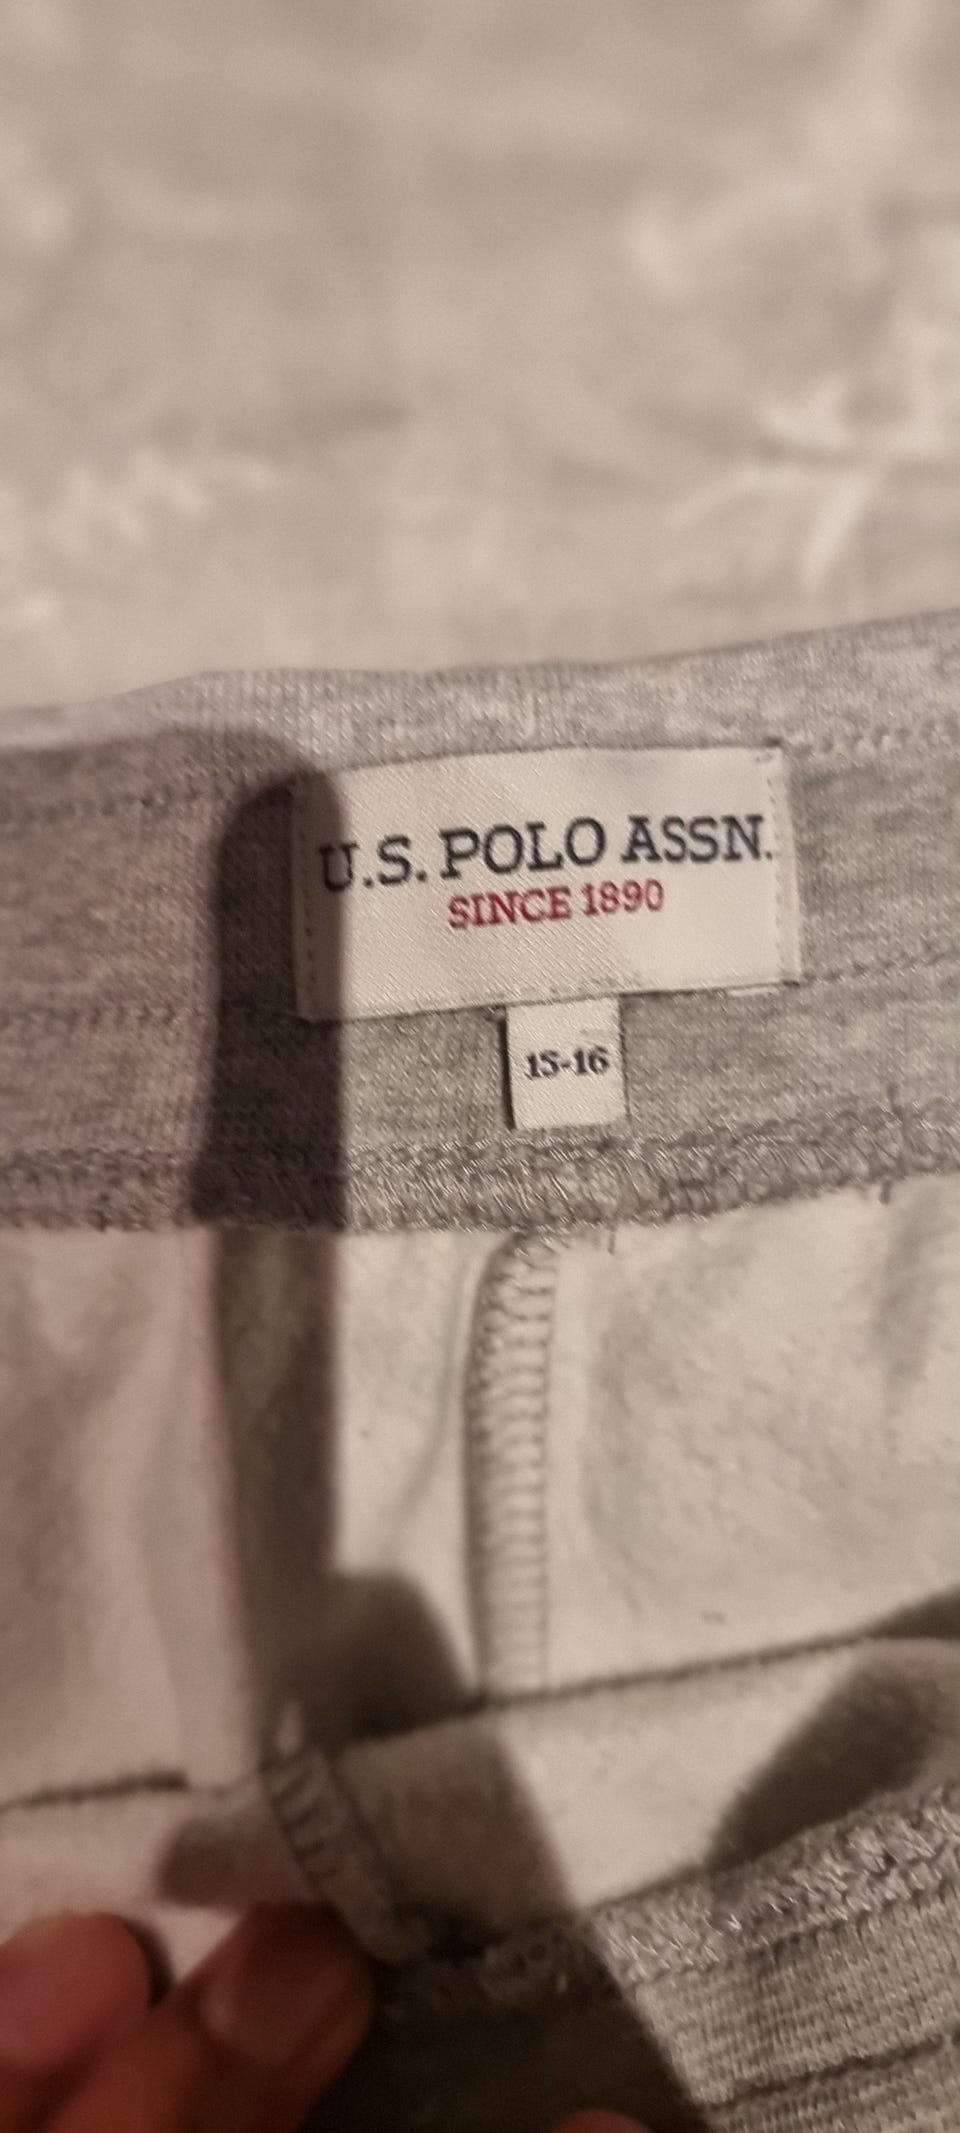 U.S. POLO ASSN.
SINCE 1890
15-16